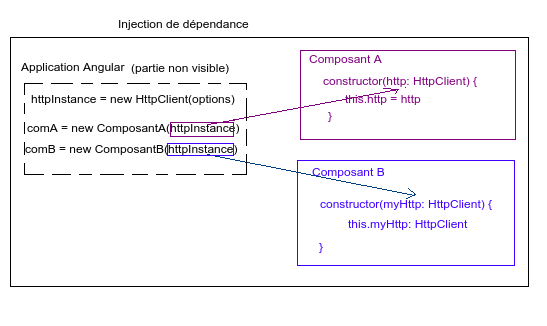 Injection de dépendance
Application Angular (partie non visible)
httpInstance = new HttpClient(options)
comA = new ComposantA(httpInstance)
comB = new ComposantB(httpInstance)
Composant A
constructor(http: HttpClient) {
this.http = http
}
Composant B
constructor(myHttp: HttpClient) {
this.myHttp: HttpClient
}